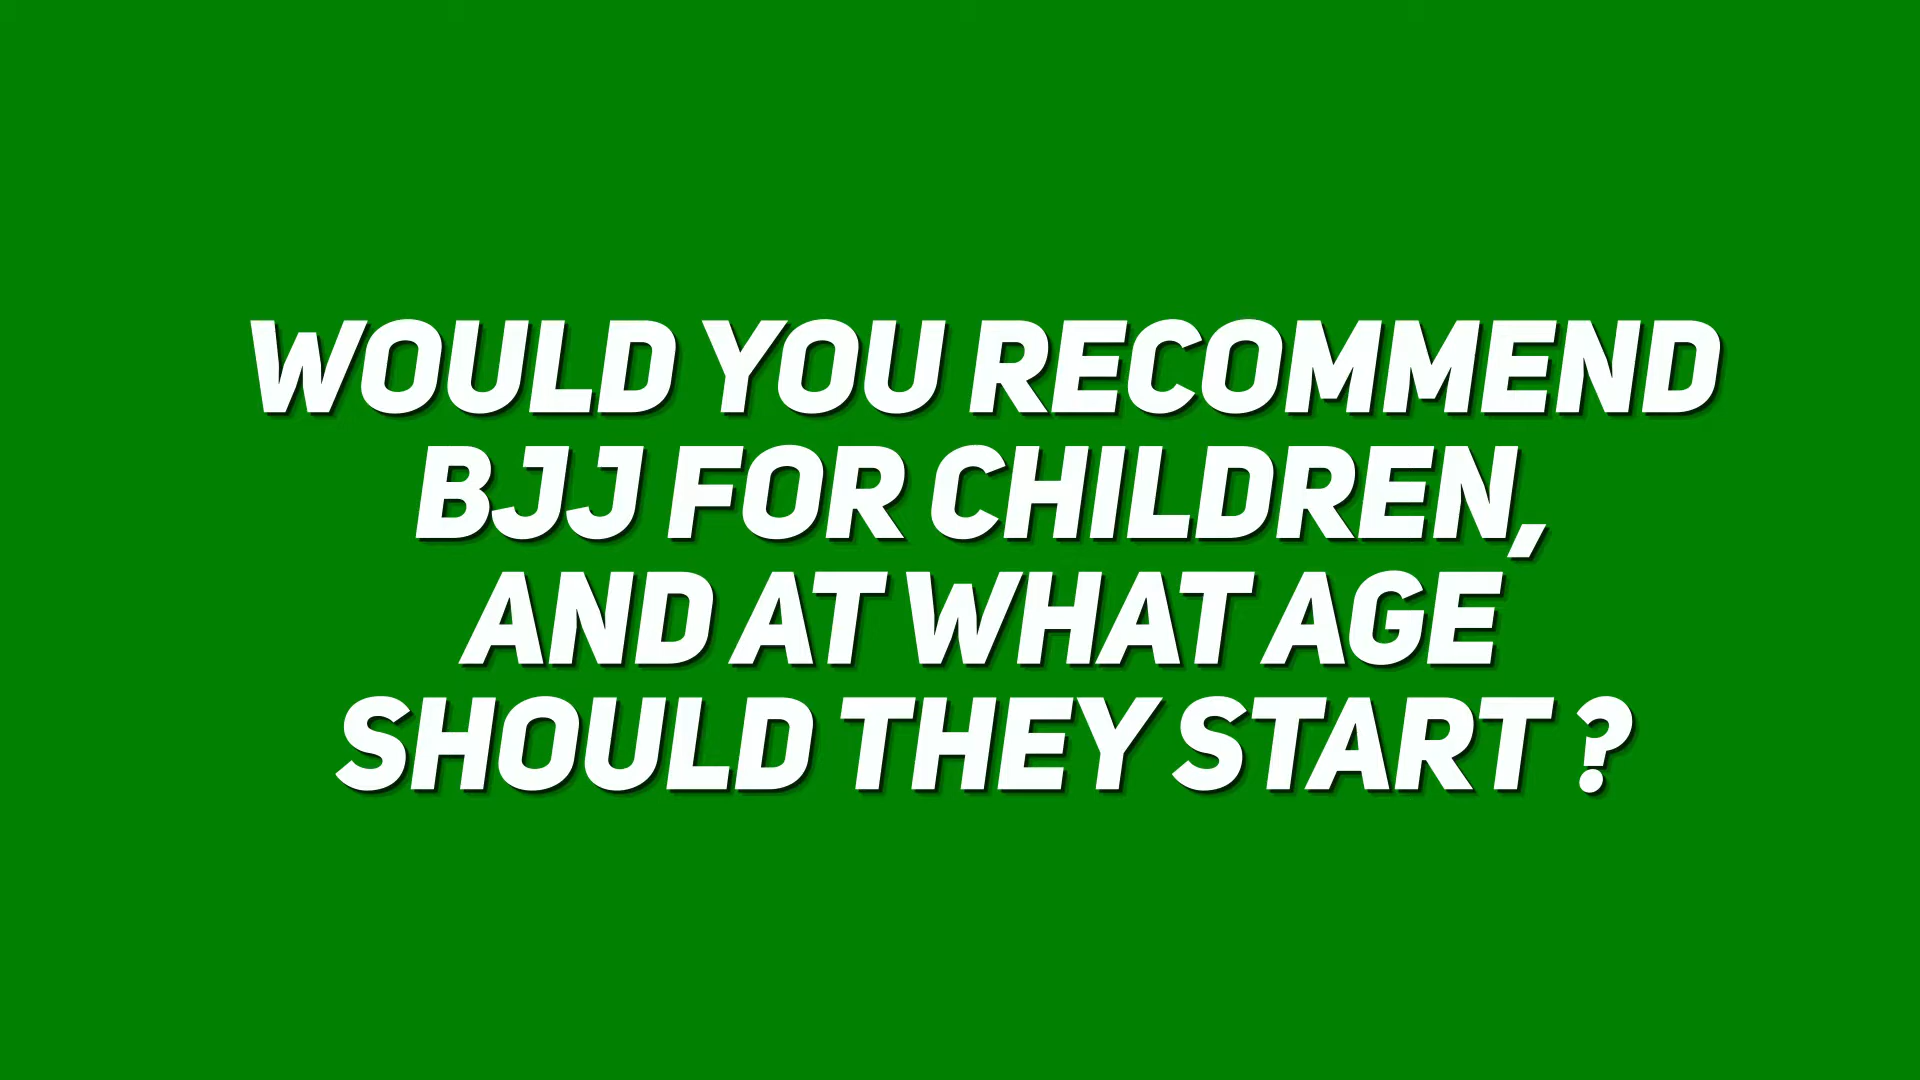 WOULD YOU RECOMMEND
BJJ FOR CHILDREN,
AND AT WHAT AGE
SHOULD THEY START ?